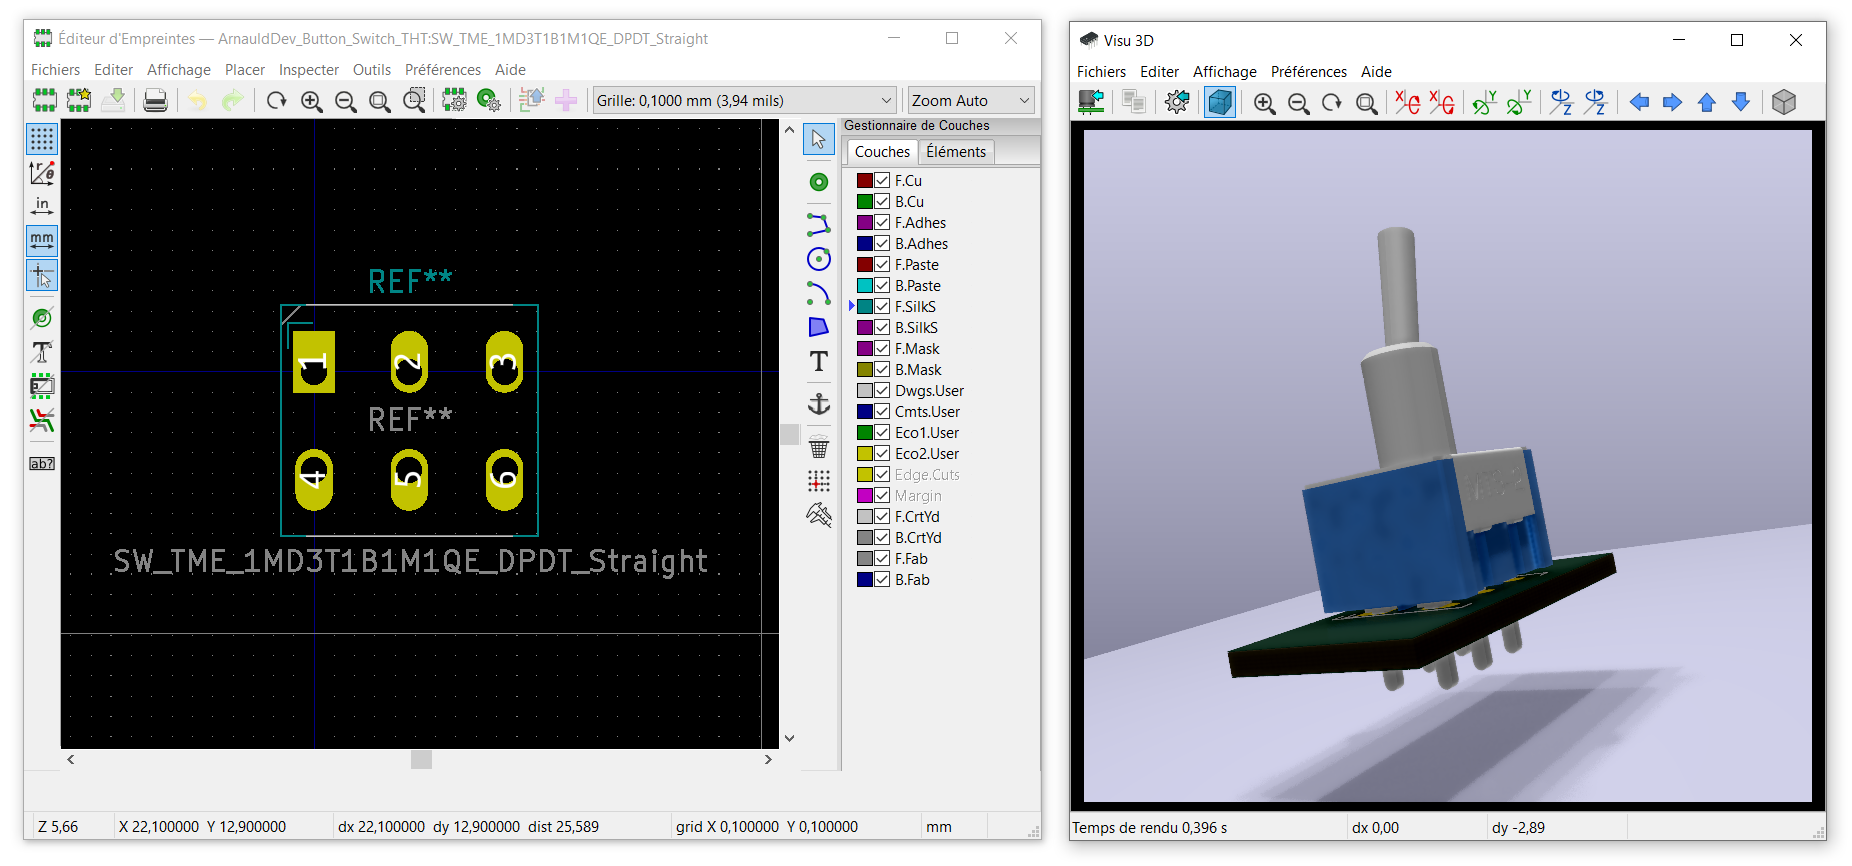 Éditeur d'Empreintes — ArnauldDev_Button_Switch_THT:SW_TME_1MD3T1B1M1QE_DPDT_Straight
Fichiers Editer Affichage Placer Inspecter Outils Préférences Aide
Grille: 0,1000 mm (3,94 mils)
Zoom Auto
r θ
in
mm
T
ab?
REF**
1 2 3
REF**
4 5 6
SW_TME_1MD3T1B1M1QE_DPDT_Straight
T
Gestionnaire de Couches
Couches Éléments
F.Cu
B.Cu
F.Adhes
B.Adhes
F.Paste
B.Paste
F.SilkS
B.SilkS
F.Mask
B.Mask
Dwgs.User
Cmts.User
Eco1.User
Eco2.User
Edge.Cuts
Margin
F.CrtYd
B.CrtYd
F.Fab
B.Fab
Z 5,66 X 22,100000 Y 12,900000 dx 22,100000 dy 12,900000 dist 25,589 grid X 0,100000 Y 0,100000 mm
Visu 3D
Fichiers Editer Affichage Préférences Aide
X X Y Y Z Z
Temps de rendu 0,396 s dx 0,00 dy -2,89